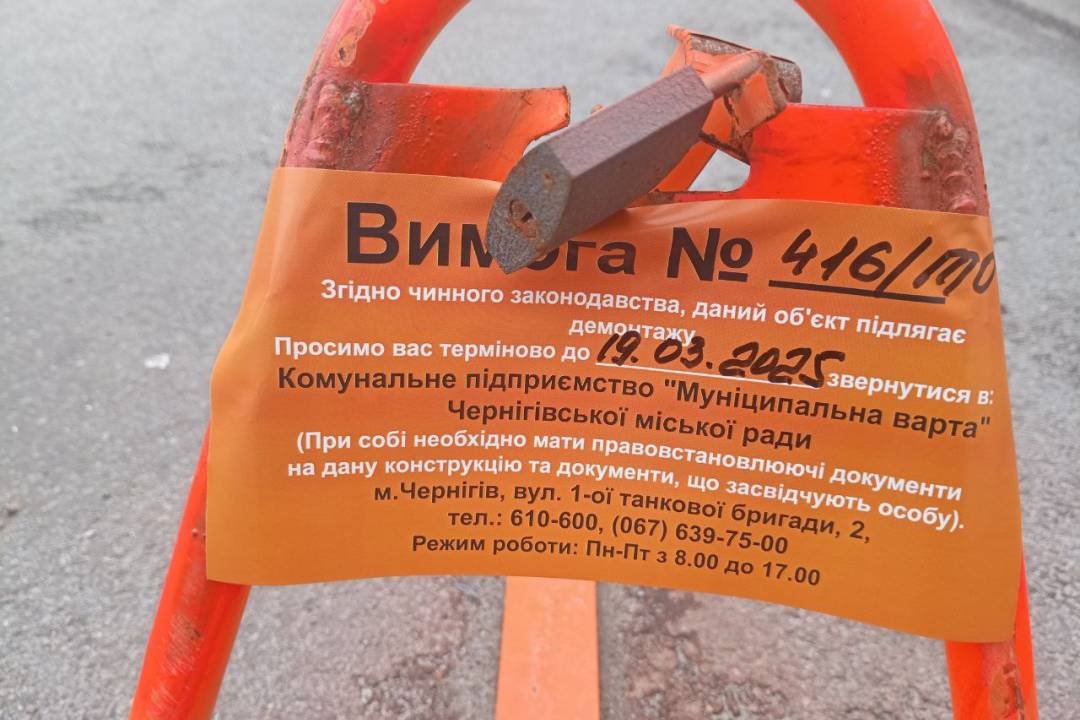 Вимога № 416/ТО
Згідно чинного законодавства, даний об'єкт підлягає
демонтажу
Просимо вас терміново до 19.03.2025 звернутися в:
Комунальне підприємство "Муніципальна варта"
Чернігівської міської ради
(При собі необхідно мати правовстановлюючі документи
на дану конструкцію та документи, що засвідчують особу).
м.Чернігів, вул. 1-ої танкової бригади, 2,
тел.: 610-600, (067) 639-75-00
Режим роботи: Пн-Пт з 8.00 до 17.00